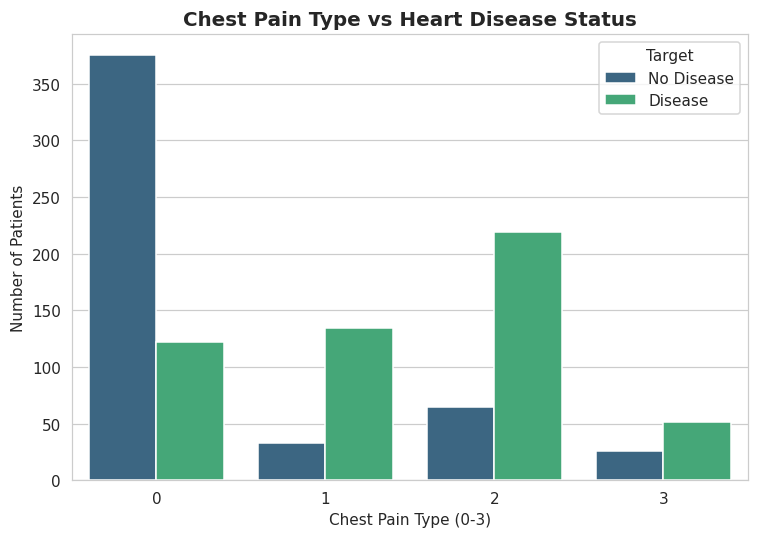 Chest Pain Type vs Heart Disease Status
Target
No Disease
Disease
Number of Patients
350
300
250
200
150
100
50
0
0 1 2 3
Chest Pain Type (0-3)